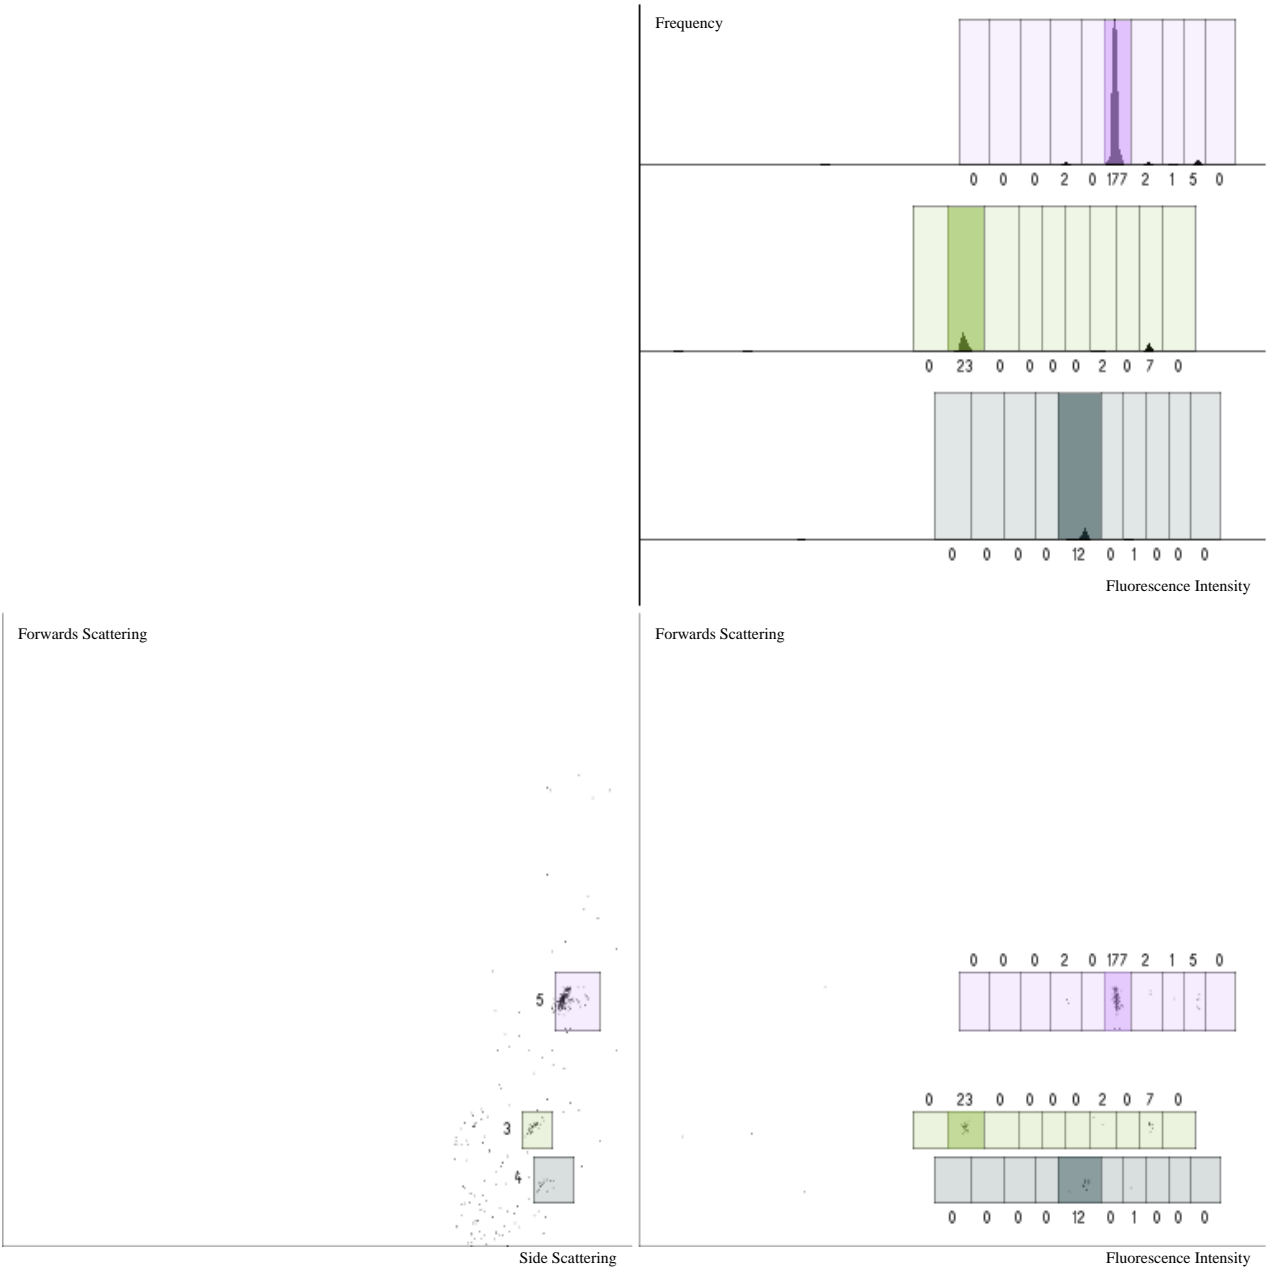 Frequency
0 0 0 2 0 177 2 1 5 0
0 23 0 0 0 0 2 0 7 0
0 0 0 0 12 0 1 0 0 0
Fluorescence Intensity
Forwards Scattering
5
3
4
Side Scattering
Forwards Scattering
0 0 0 2 0 177 2 1 5 0
0 23 0 0 0 0 2 0 7 0
0 0 0 0 12 0 1 0 0 0
Fluorescence Intensity